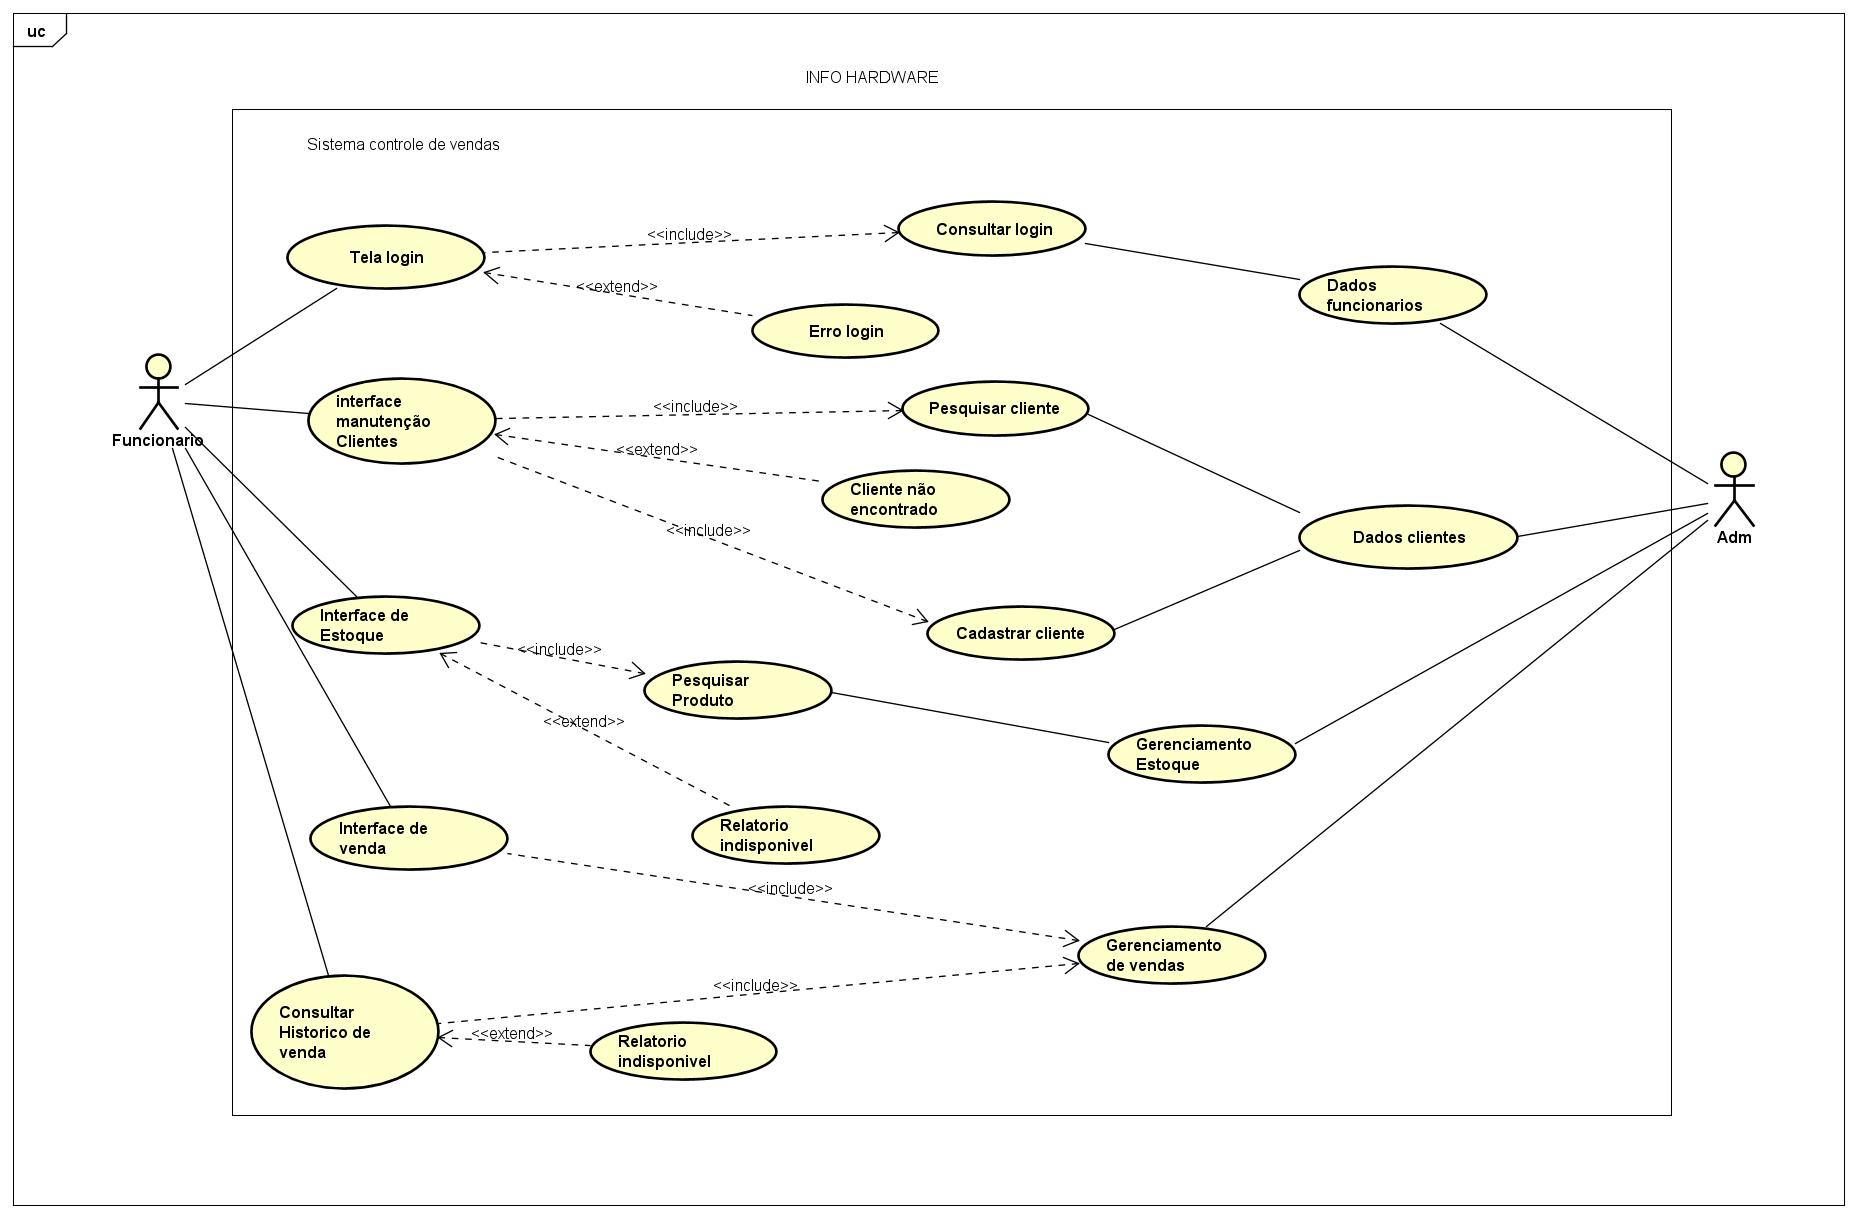 uc
INFO HARDWARE
Sistema controle de vendas
Tela login
<<include>>
Consultar login
<<extend>>
Erro login
Dados
funcionarios
Funcionario
interface
manutenção
Clientes
<<include>>
Pesquisar cliente
<<extend>>
Cliente não
encontrado
<<include>>
Dados clientes
Adm
Cadastrar cliente
Interface de
Estoque
<<include>>
Pesquisar
Produto
<<extend>>
Gerenciamento
Estoque
Relatorio
indisponivel
Interface de
venda
<<include>>
Gerenciamento
de vendas
<<include>>
Consultar
Historico de
venda
<<extend>>
Relatorio
indisponivel